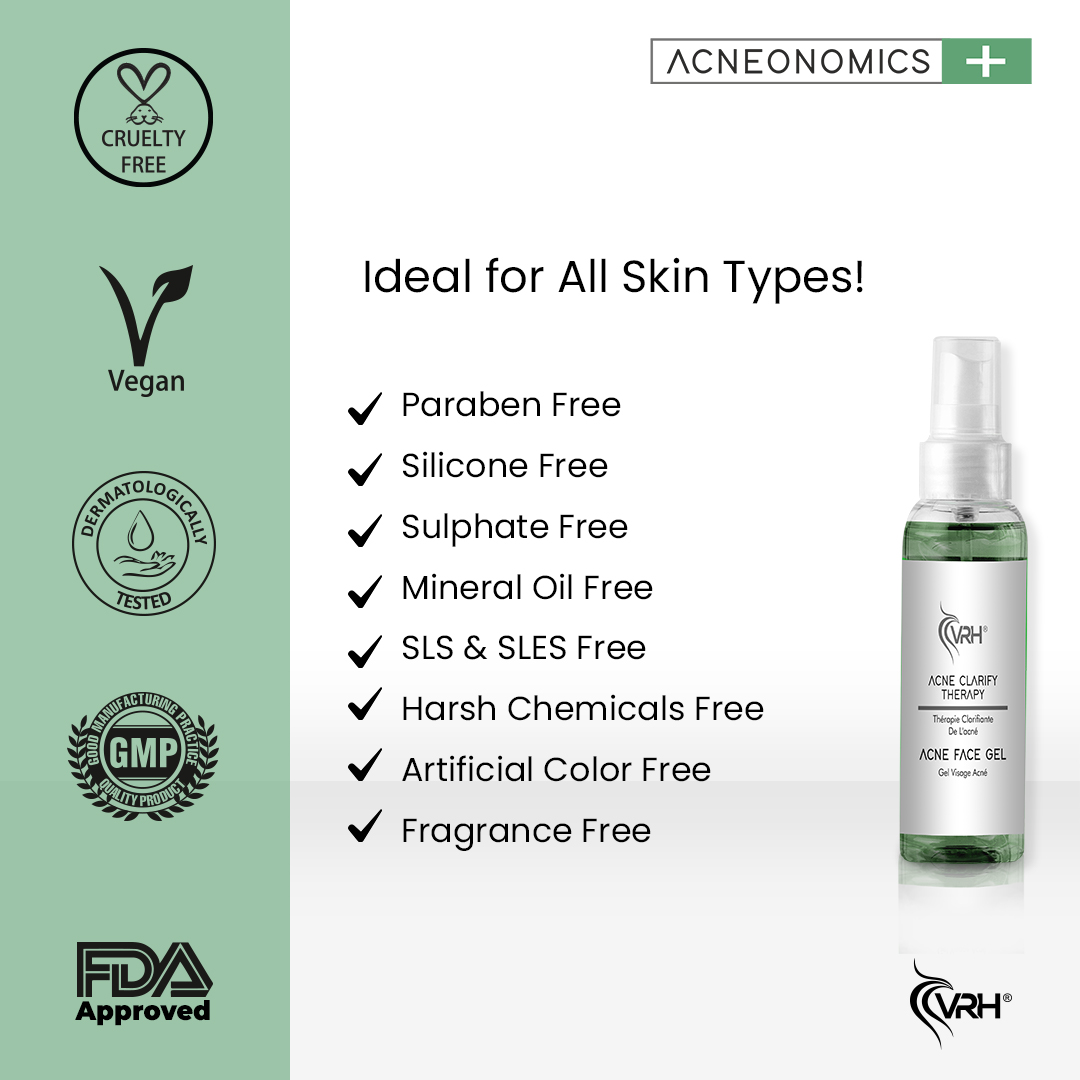 CRUELTY
FREE
Vegan
DERMATOLOGICALLY
TESTED
GOOD MANUFACTURING PRACTICE
GMP
QUALITY PRODUCT
FDA
Approved
ACNEONOMICS +
Ideal for All Skin Types!
Paraben Free
Silicone Free
Sulphate Free
Mineral Oil Free
SLS & SLES Free
Harsh Chemicals Free
Artificial Color Free
Fragrance Free
VRH®
ACNE CLARIFY
THERAPY
Thérapie Clarifiante
De L'acné
ACNE FACE GEL
Gel Visage Acné
VRH®